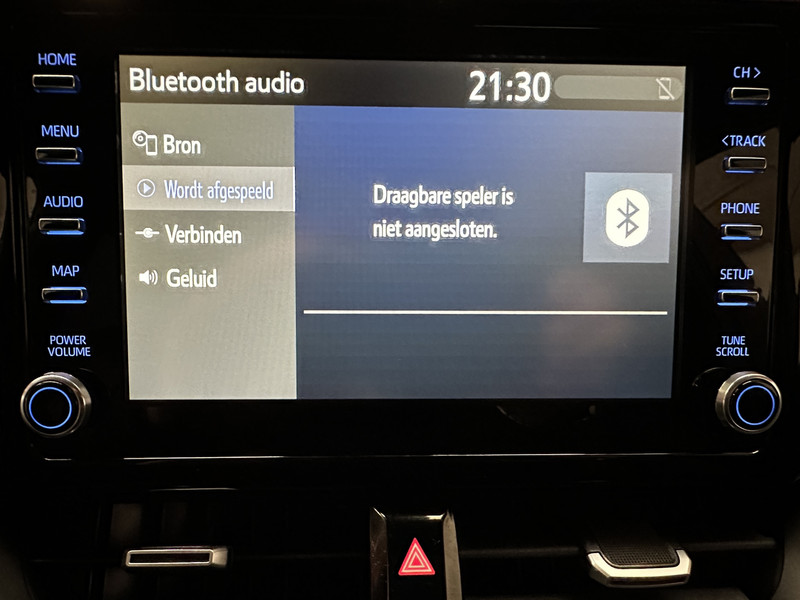 HOME
MENU
AUDIO
MAP
POWER
VOLUME
Bluetooth audio
21:30
Bron
Wordt afgespeeld
Verbinden
Geluid
Draagbare speler is
niet aangesloten.
CH >
< TRACK
PHONE
SETUP
TUNE
SCROLL